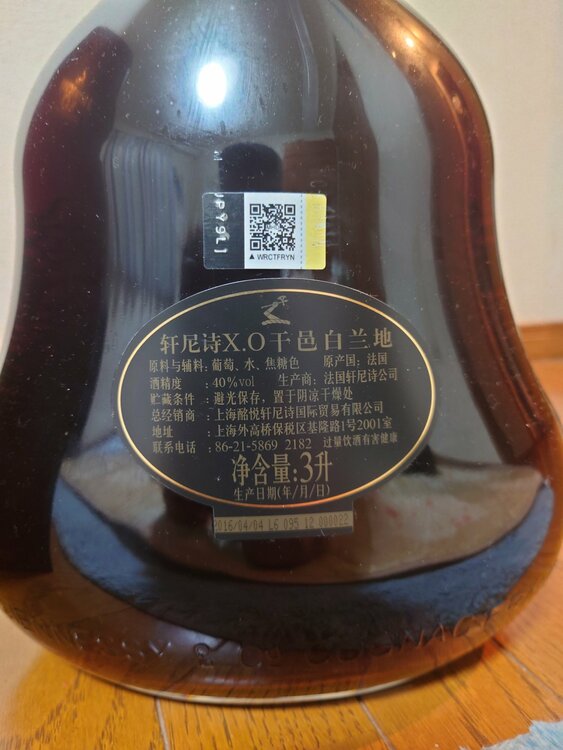 WRCTFRYN
轩尼诗X.O干邑白兰地
原料与辅料: 葡萄、水、焦糖色 原产国: 法国
酒精度 : 40%vol 生产商: 法国轩尼诗公司
贮藏条件 : 避光保存，置于阴凉干燥处
总经销商 : 上海酩悦轩尼诗国际贸易有限公司
地址 : 上海外高桥保税区基隆路1号2001室
联系电话 : 86-21-5869 2182 过量饮酒有害健康
净含量:3升
生产日期(年/月/日)
2016/04/04 L6 095 12 000022